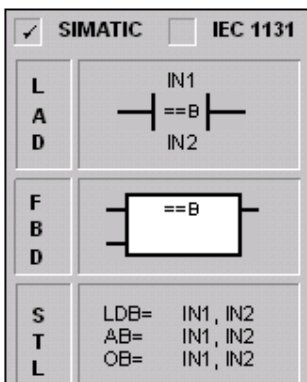 ✓ SIMATIC IEC 1131
L
A
D
IN1
==B
IN2
F
B
D
==B
S
T
L
LDB= IN1, IN2
AB= IN1, IN2
OB= IN1, IN2